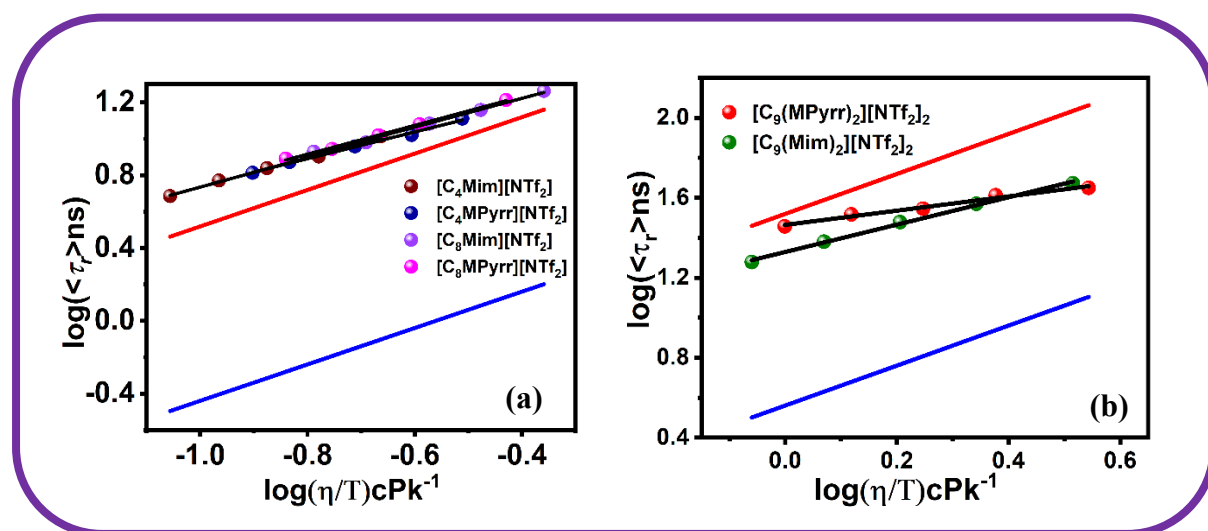 log(<τr>ns
1.2
0.8
0.4
0.0
-0.4
[C4Mim][NTf2]
[C4MPyrr][NTf2]
[C8Mim][NTf2]
[C8MPyrr][NTf2]
(a)
-1.0 -0.8 -0.6 -0.4
log(η/T)cPk-1
log(<τr>ns
2.0
1.6
1.2
0.8
0.4
[C9(MPyrr)2][NTf2]2
[C9(Mim)2][NTf2]2
(b)
0.0 0.2 0.4 0.6
log(η/T)cPk-1